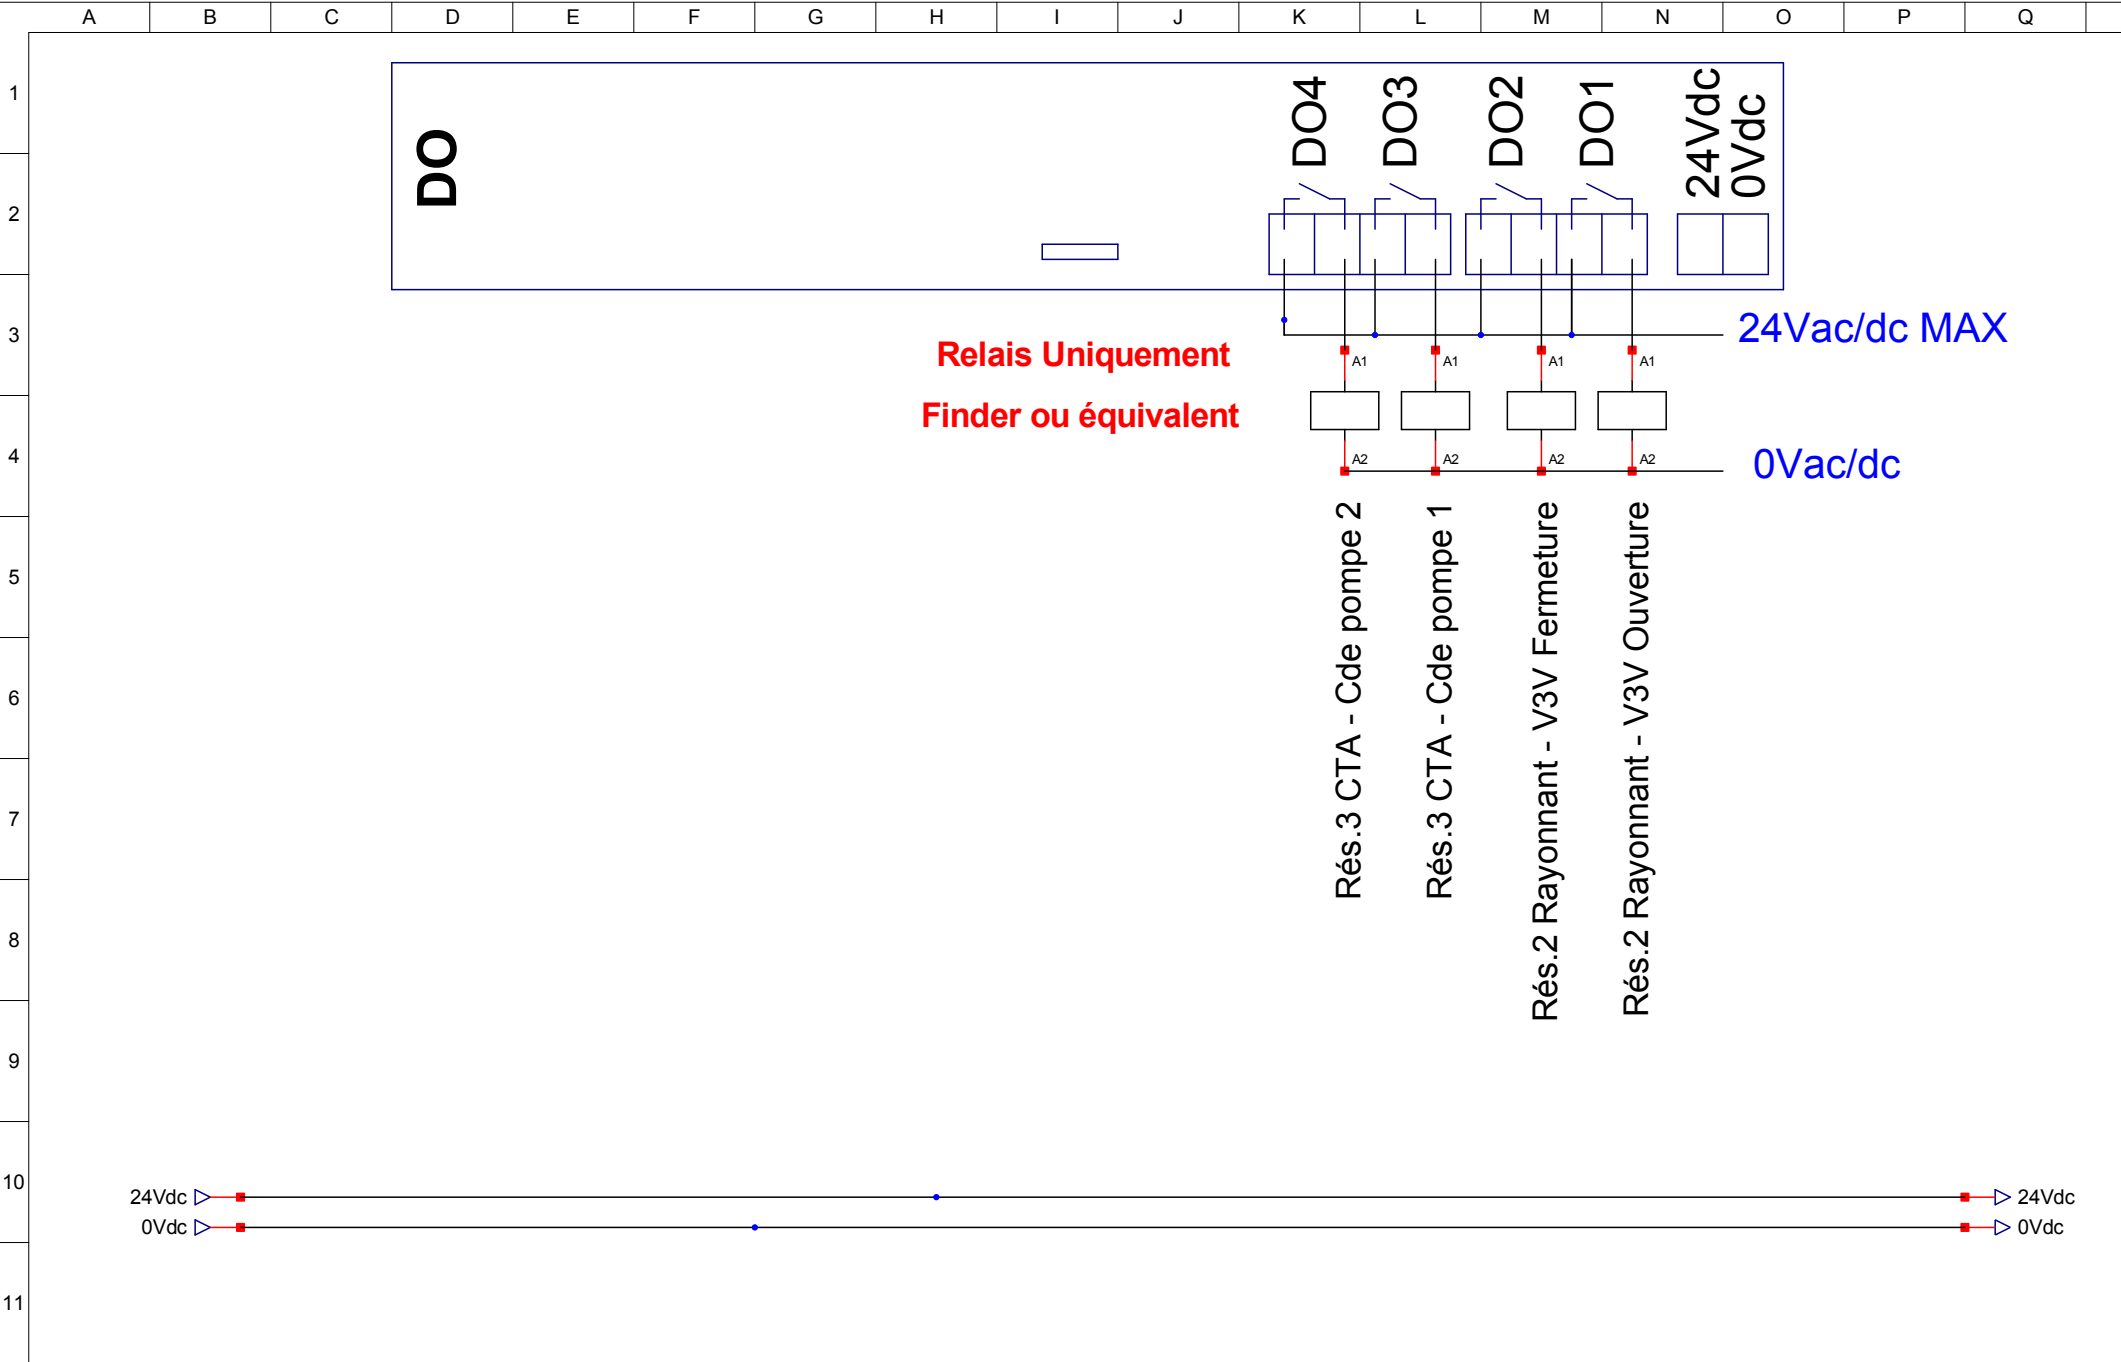 A B C D E F G H I J K L M N O P Q
1
2
3
4
5
6
7
8
9
10
11
DO
DO4
DO3
DO2
DO1
24Vdc
0Vdc
24Vac/dc MAX
Relais Uniquement
A1 A1 A1 A1
Finder ou équivalent
A2 A2 A2 A2
0Vac/dc
Rés.3 CTA - Cde pompe 2
Rés.3 CTA - Cde pompe 1
Rés.2 Rayonnant - V3V Fermeture
Rés.2 Rayonnant - V3V Ouverture
24Vdc 24Vdc
0Vdc 0Vdc